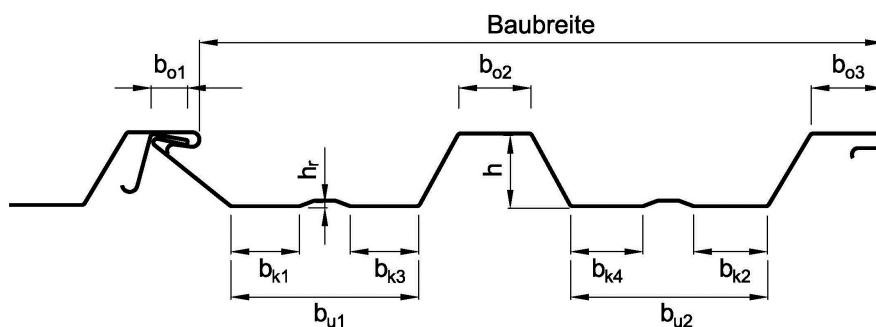 Baubreite
b_o1 b_o2 b_o3
h_r h
b_k1 b_k3 b_k4 b_k2
b_u1 b_u2